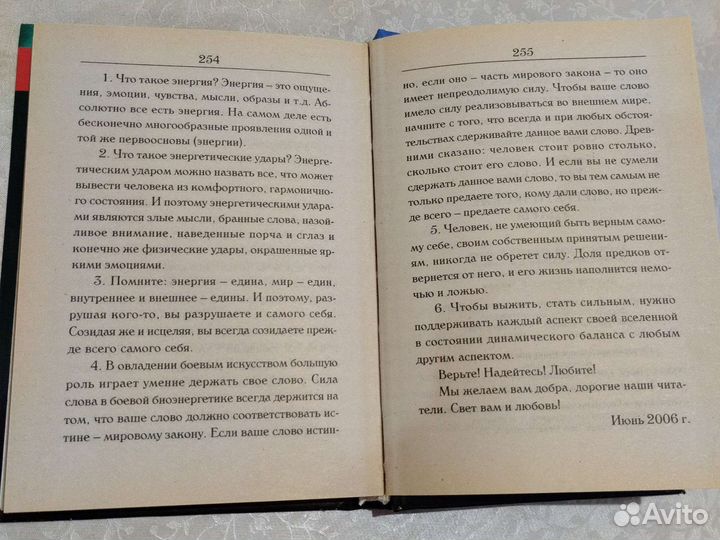 254
1. Что такое энергия? Энергия – это ощуще-
ния, эмоции, чувства, мысли, образы и т.д. Аб-
солютно все есть энергия. На самом деле есть
бесконечно многообразные проявления одной и
той же первоосновы (энергии).
2. Что такое энергетические удары? Энерге-
тическим ударом можно назвать все, что может
вывести человека из комфортного, гармонично-
го состояния. И поэтому энергетическими удара-
ми являются злые мысли, бранные слова, назой-
ливое внимание, наведенные порча и сглаз и
конечно же физические удары, окрашенные яр-
кими эмоциями.
3. Помните: энергия – едина, мир – един,
внутреннее и внешнее – едины. И поэтому, раз-
рушая кого-то, вы разрушаете и самого себя.
Созидая же и исцеляя, вы всегда созидаете преж-
де всего самого себя.
4. В овладении боевым искусством большую
роль играет умение держать свое слово. Сила
слова в боевой биоэнергетике всегда держится на
том, что ваше слово должно соответствовать ис-
тине – мировому закону. Если ваше слово истин-
255
но, если оно – часть мирового закона – то оно
имеет непреодолимую силу. Чтобы ваше слово
имело силу реализовываться во внешнем мире,
начните с того, что всегда и при любых обстоя-
тельствах сдерживайте данное вами слово. Древ-
ними сказано: человек стоит ровно столько,
сколько стоит его слово. И если вы не сумели
сдержать данное вами слово, то вы тем самым не
только предаете того, кому дали слово, но преж-
де всего – предаете самого себя.
5. Человек, не умеющий быть верным само-
му себе, своим собственным принятым решени-
ям, никогда не обретет силу. Доля предков от-
вернется от него, и его жизнь наполнится немо-
чью и ложью.
6. Чтобы выжить, стать сильным, нужно
поддерживать каждый аспект своей вселенной
в состоянии динамического баланса с любым
другим аспектом.
Верьте! Надейтесь! Любите!
Мы желаем вам добра, дорогие наши чита-
тели. Свет вам и любовь!
Июнь 2006 г.
Avito